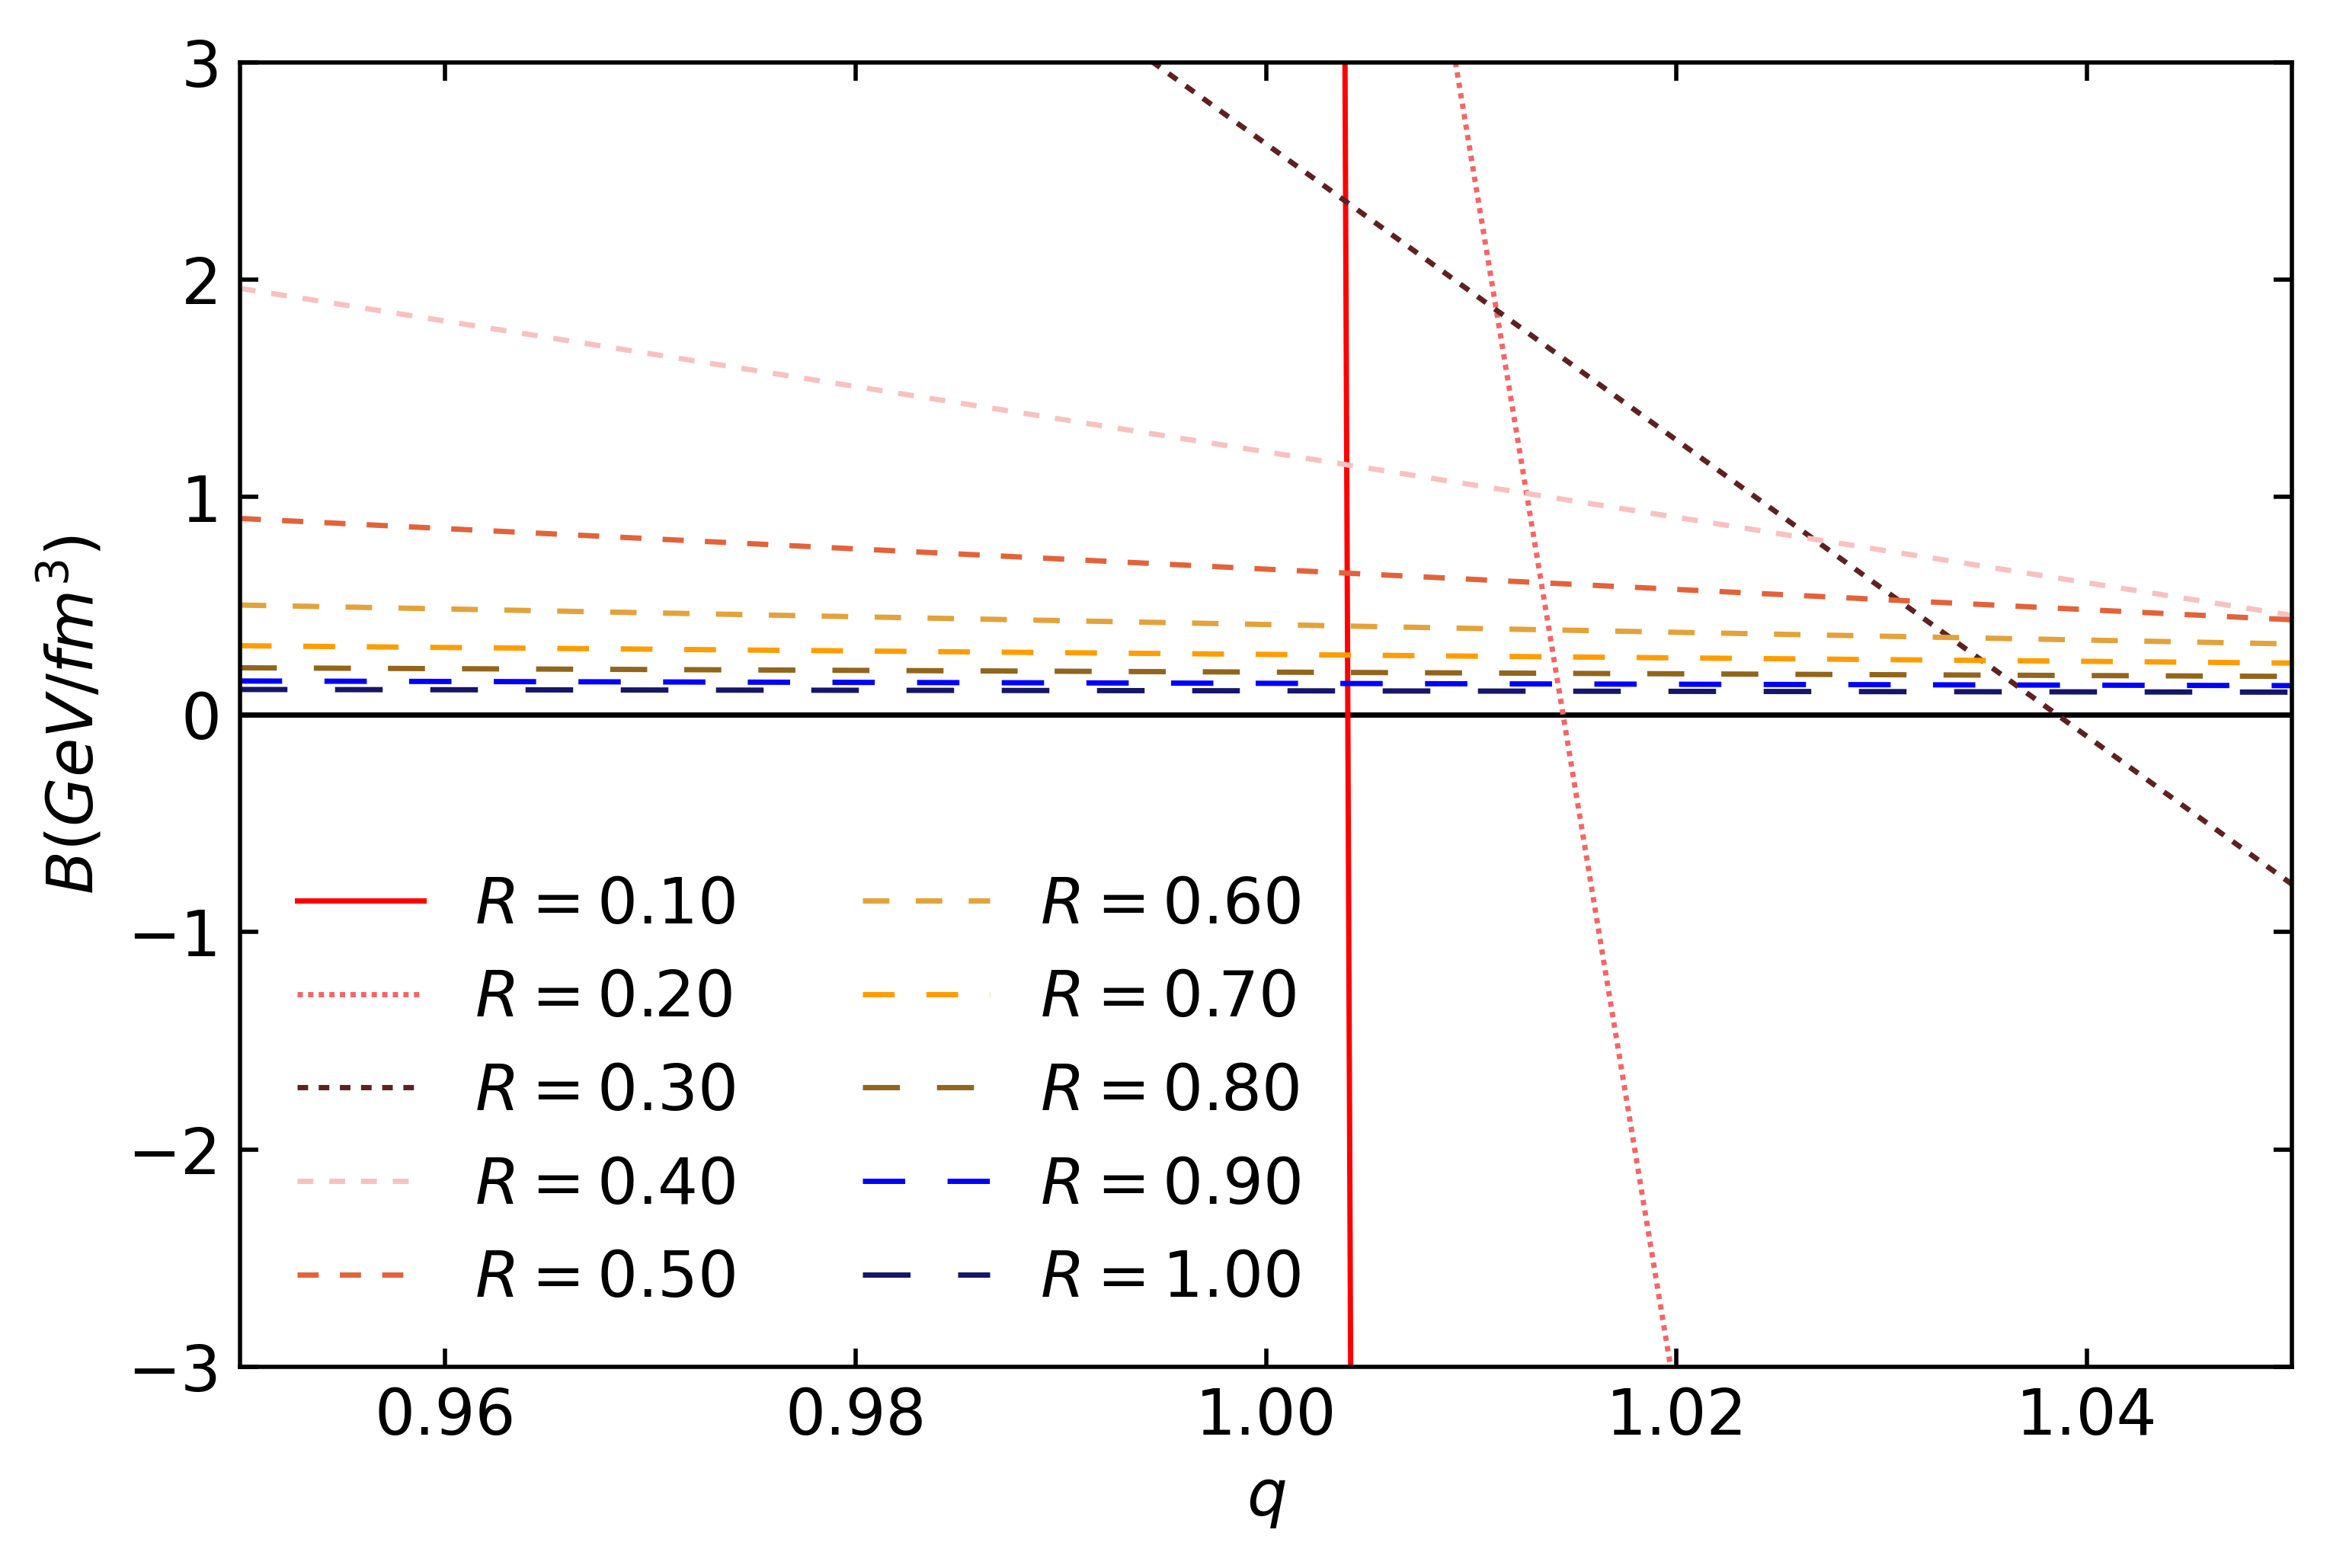 3
2
1
0
−1
−2
−3
B(GeV/fm³)
R = 0.10
R = 0.20
R = 0.30
R = 0.40
R = 0.50
R = 0.60
R = 0.70
R = 0.80
R = 0.90
R = 1.00
0.96 0.98 1.00 1.02 1.04
q